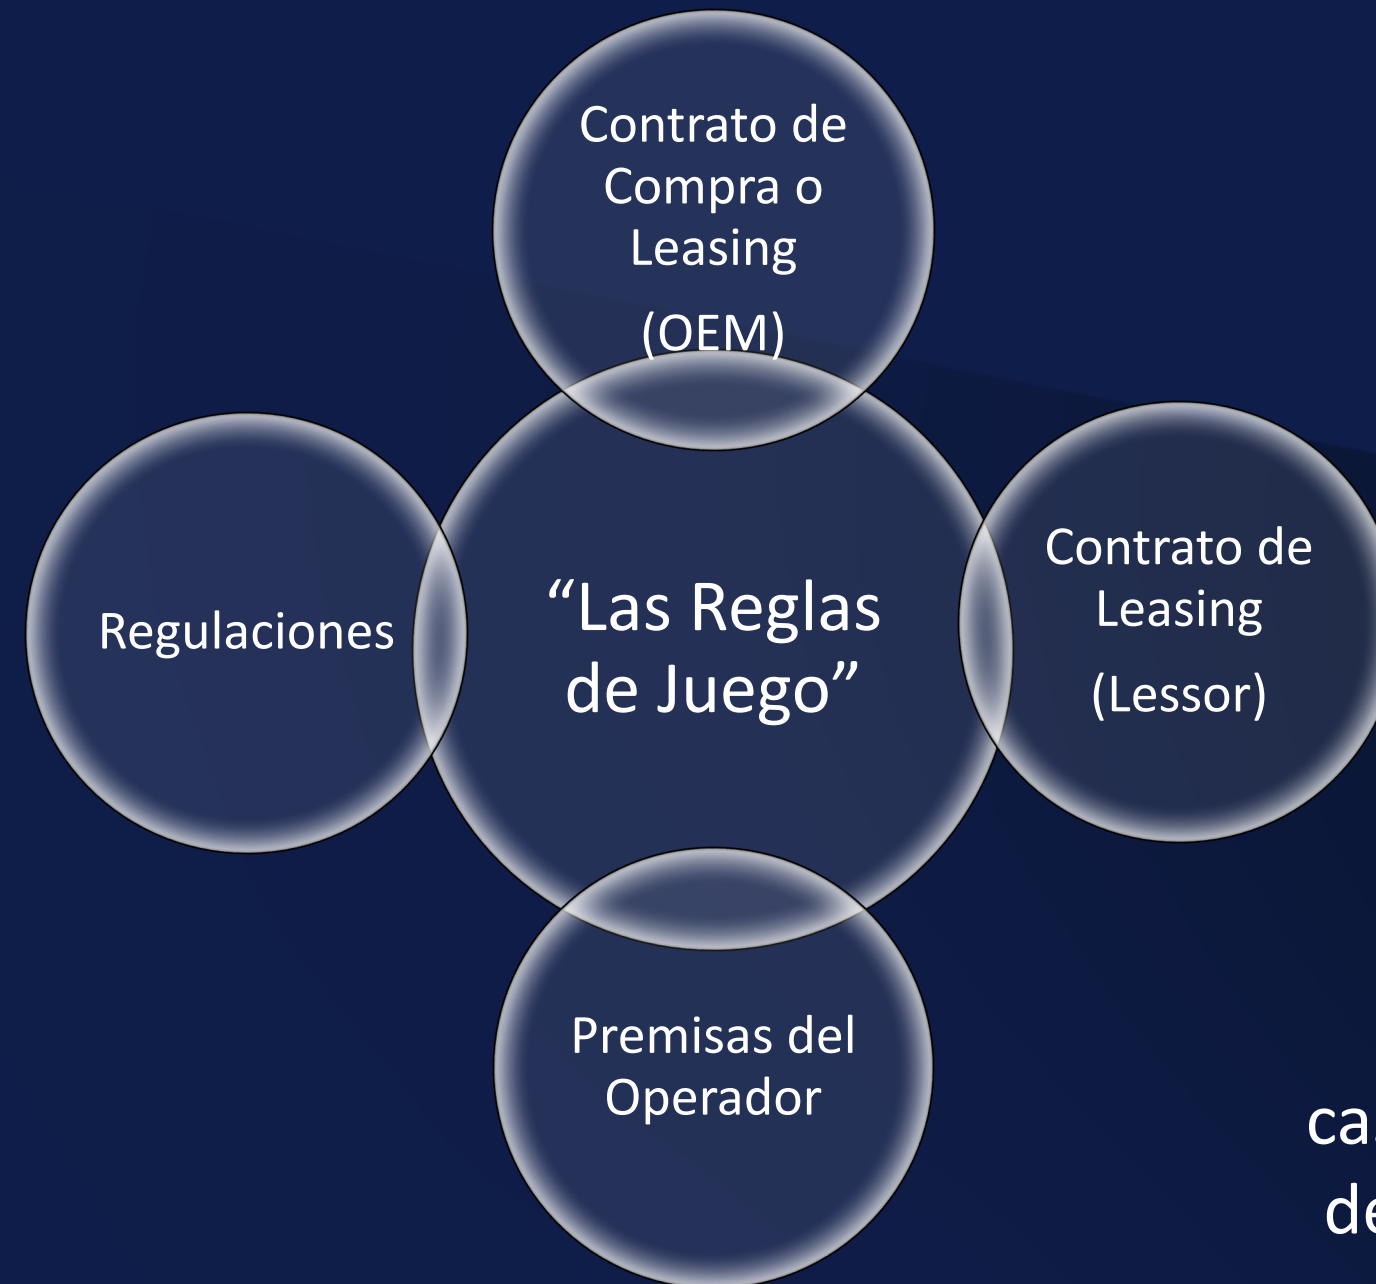 Contrato de
Compra o
Leasing
(OEM)
Regulaciones
“Las Reglas
de Juego”
Contrato de
Leasing
(Lessor)
Premisas del
Operador